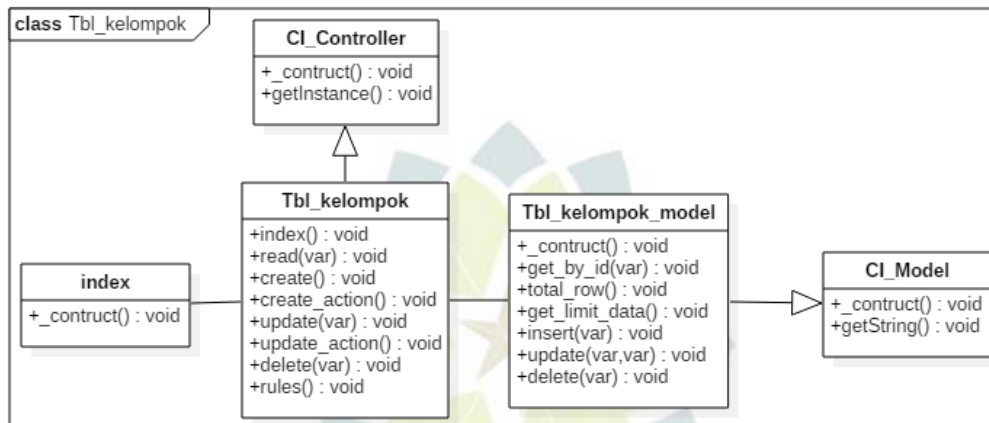 class Tbl_kelompok
CI_Controller
+_contruct() : void
+getInstance() : void
Tbl_kelompok
+index() : void
+read(var) : void
+create() : void
+create_action() : void
+update(var) : void
+update_action() : void
+delete(var) : void
+rules() : void
Tbl_kelompok_model
+_contruct() : void
+get_by_id(var) : void
+total_row() : void
+get_limit_data() : void
+insert(var) : void
+update(var,var) : void
+delete(var) : void
index
+_contruct() : void
CI_Model
+_contruct() : void
+getString() : void